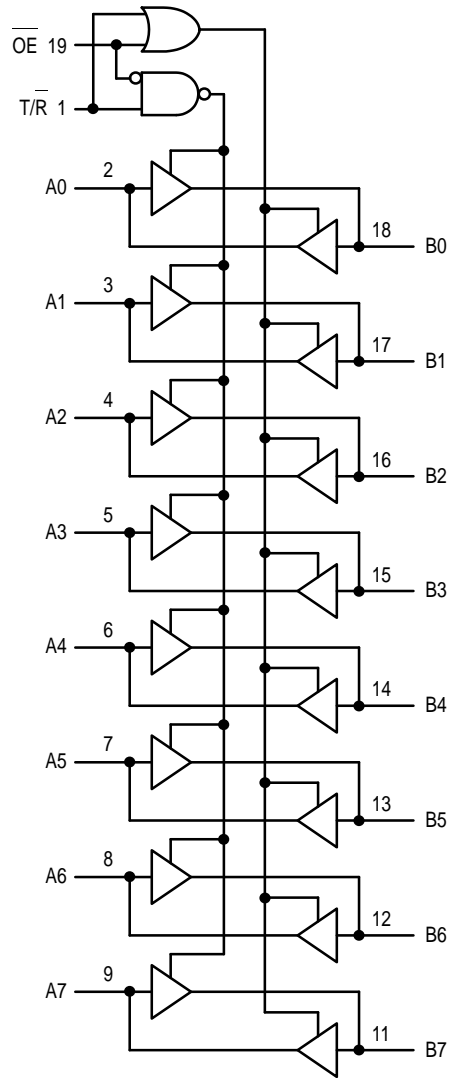 O̅E̅ 19
T/R̅ 1
A0 2
18 B0
A1 3
17 B1
A2 4
16 B2
A3 5
15 B3
A4 6
14 B4
A5 7
13 B5
A6 8
12 B6
A7 9
11 B7